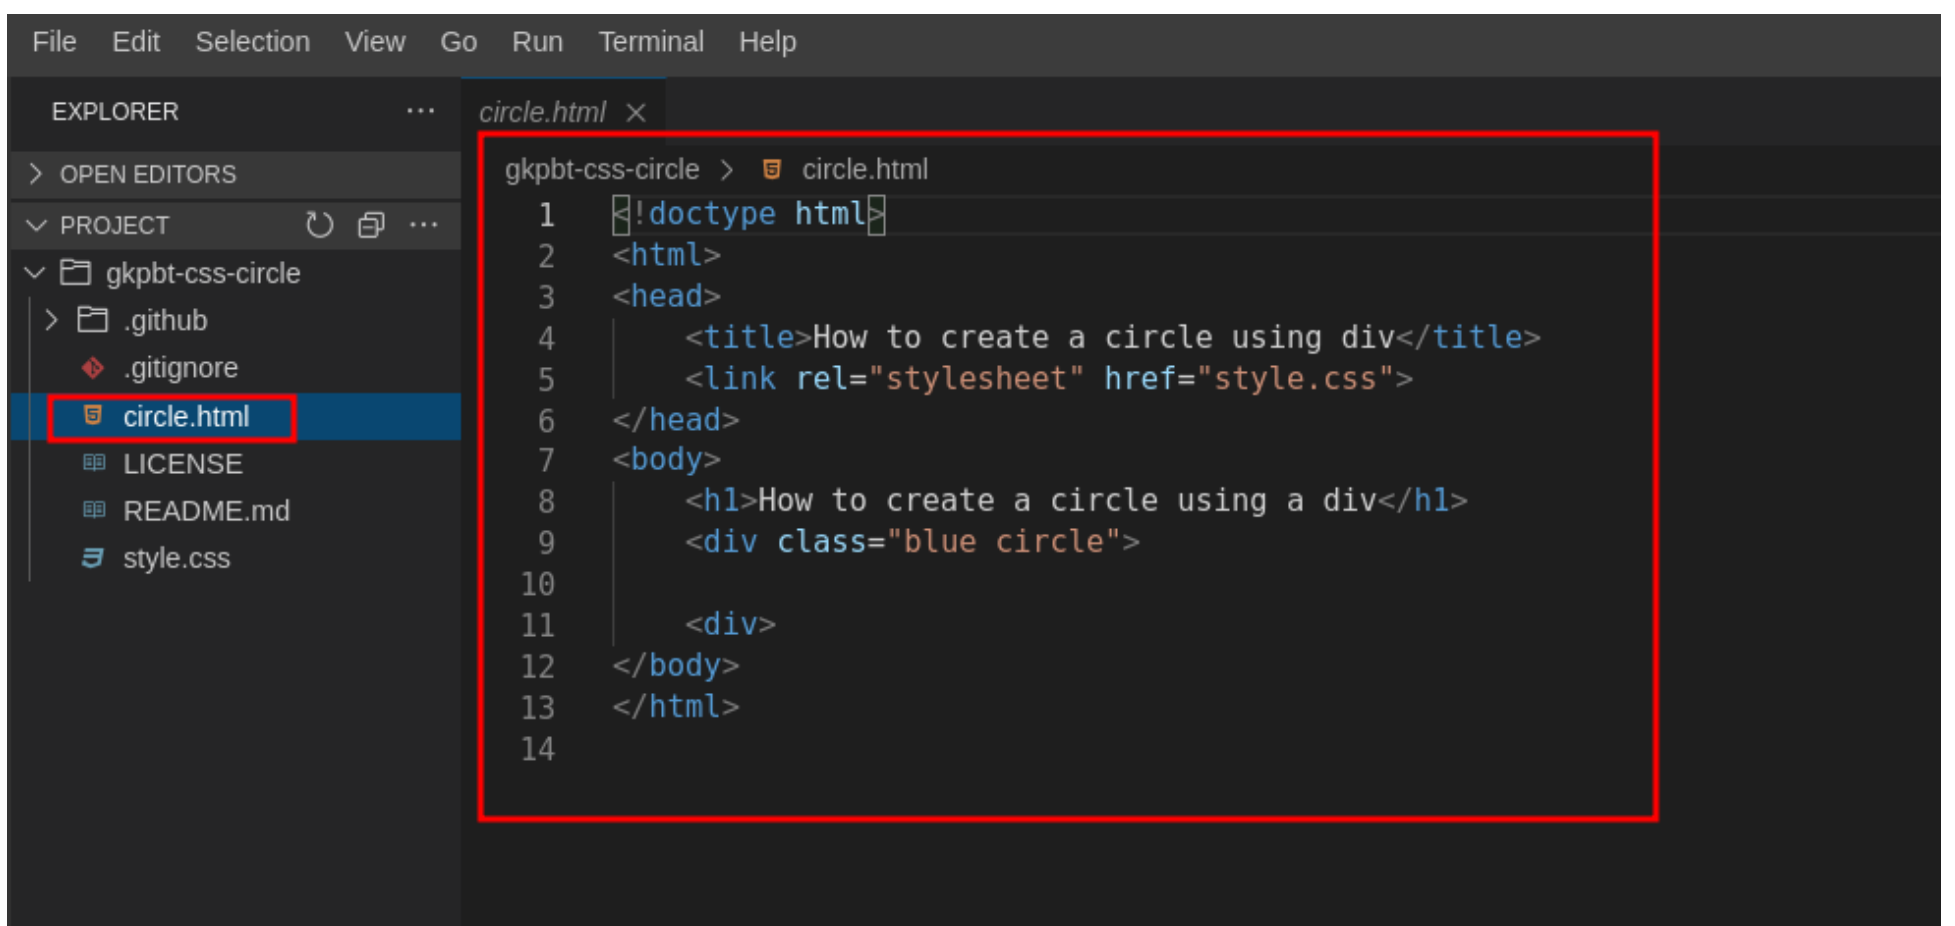 File Edit Selection View Go Run Terminal Help
EXPLORER
OPEN EDITORS
PROJECT
gkpbt-css-circle
.github
.gitignore
circle.html
LICENSE
README.md
style.css
circle.html
gkpbt-css-circle > circle.html
1 <!doctype html>
2 <html>
3 <head>
4     <title>How to create a circle using div</title>
5     <link rel="stylesheet" href="style.css">
6 </head>
7 <body>
8     <h1>How to create a circle using a div</h1>
9     <div class="blue circle">
10
11     <div>
12 </body>
13 </html>
14